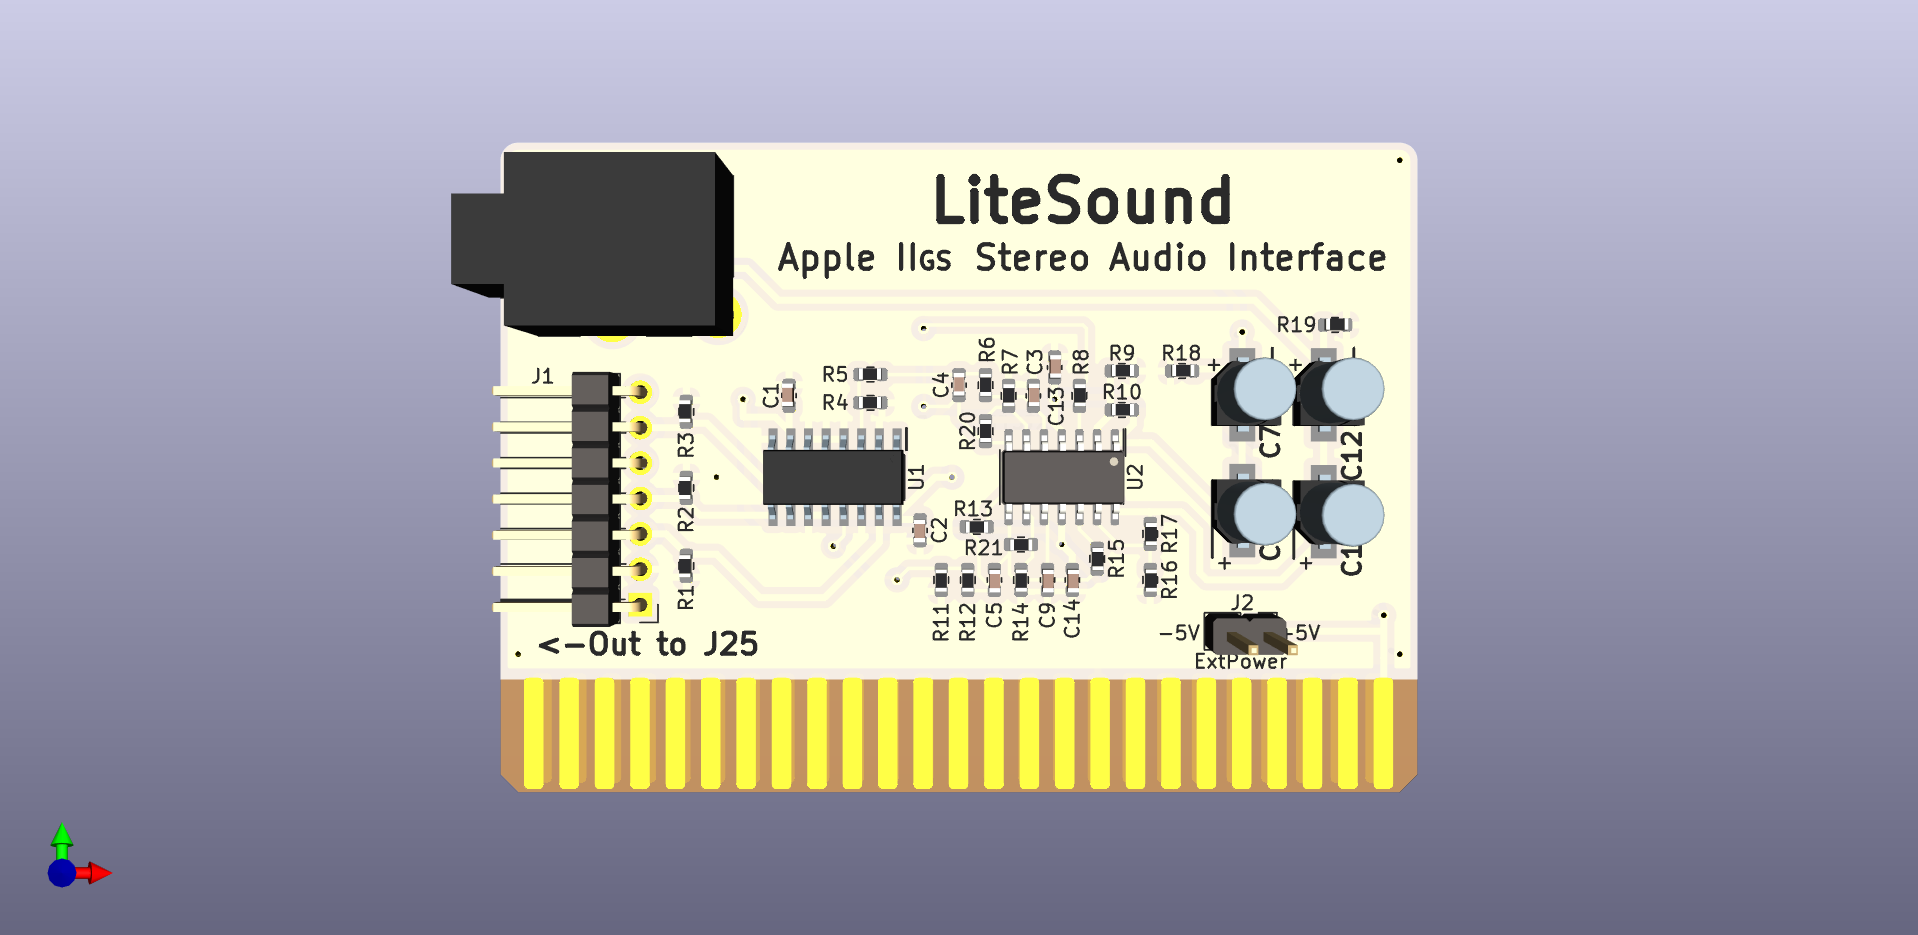 LiteSound
Apple IIGS Stereo Audio Interface
J1
R3
R2
R1
<-Out to J25
C1
R5
R4
U1
C2
C4
R6
R7
C3
C13
R8
R9
R10
R18
R19
R20
U2
R13
R21
R15
R17
R16
R11
R12
C5
R14
C9
C14
+
+
C7
C12
+
+
J2
-5V
-5V
ExtPower